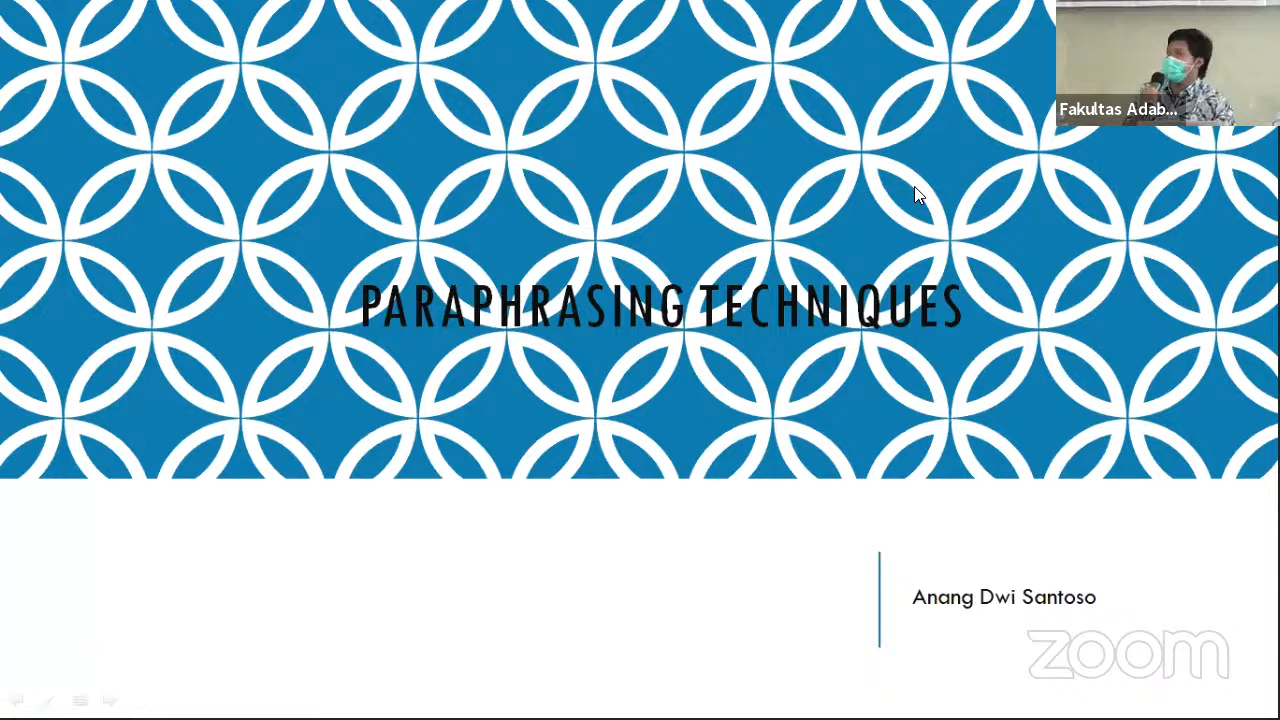 Fakultas Adab...
PARAPHRASING TECHNIQUES
Anang Dwi Santoso
zoom